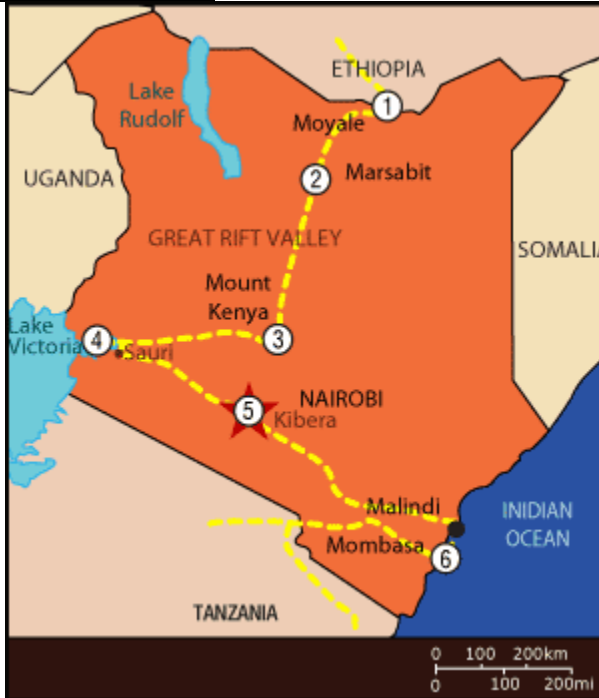 ETHIOPIA
Lake
Rudolf
1
Moyale
2
Marsabit
UGANDA
GREAT RIFT VALLEY
SOMALIA
Mount
Kenya
3
Lake
Victoria
4
Sauri
NAIROBI
5
Kibera
Malindi
INIDIAN
OCEAN
Mombasa
6
TANZANIA
0 100 200km
0 100 200mi